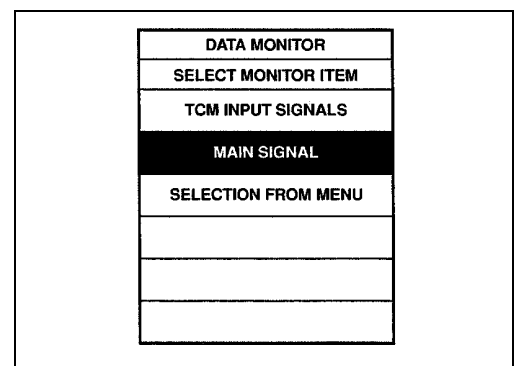 DATA MONITOR
SELECT MONITOR ITEM
TCM INPUT SIGNALS
MAIN SIGNAL
SELECTION FROM MENU